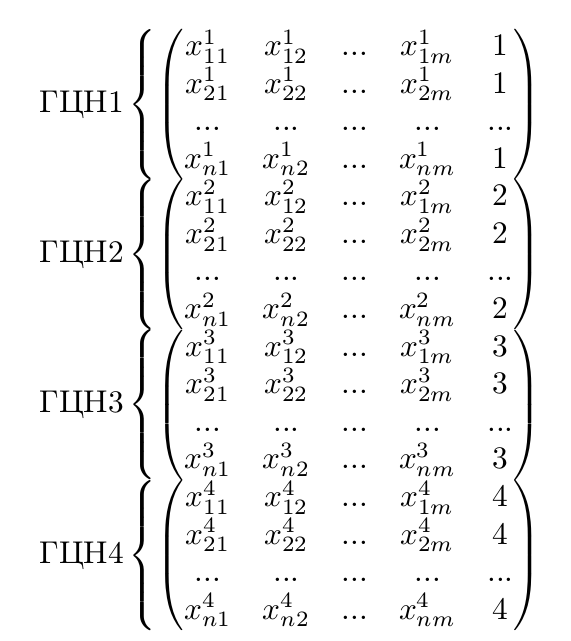 x^1_{11} x^1_{12} ... x^1_{1m} 1
x^1_{21} x^1_{22} ... x^1_{2m} 1
ГЦН1
... ... ... ... ...
x^1_{n1} x^1_{n2} ... x^1_{nm} 1
x^2_{11} x^2_{12} ... x^2_{1m} 2
x^2_{21} x^2_{22} ... x^2_{2m} 2
ГЦН2
... ... ... ... ...
x^2_{n1} x^2_{n2} ... x^2_{nm} 2
x^3_{11} x^3_{12} ... x^3_{1m} 3
x^3_{21} x^3_{22} ... x^3_{2m} 3
ГЦН3
... ... ... ... ...
x^3_{n1} x^3_{n2} ... x^3_{nm} 3
x^4_{11} x^4_{12} ... x^4_{1m} 4
x^4_{21} x^4_{22} ... x^4_{2m} 4
ГЦН4
... ... ... ... ...
x^4_{n1} x^4_{n2} ... x^4_{nm} 4